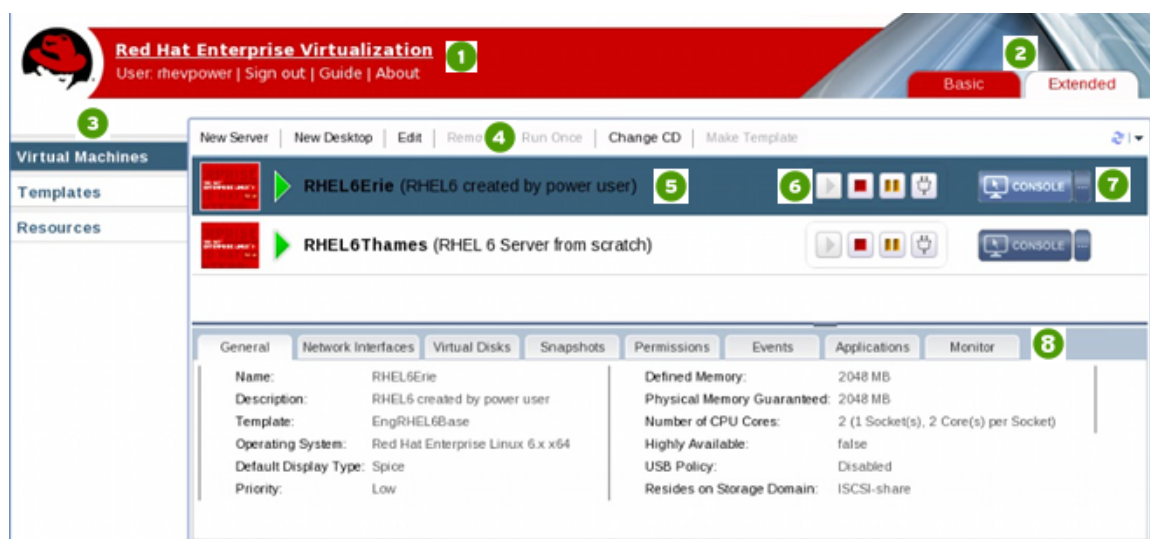 Red Hat Enterprise Virtualization 1
User: rhevpower | Sign out | Guide | About
2
Basic Extended
3
Virtual Machines
Templates
Resources
New Server | New Desktop | Edit | Remo 4 Run Once | Change CD | Make Template
RHEL6Erie (RHEL6 created by power user) 5 6 CONSOLE ... 7
RHEL6Thames (RHEL 6 Server from scratch) CONSOLE ...
General Network Interfaces Virtual Disks Snapshots Permissions Events Applications Monitor 8
Name: RHEL6Erie Defined Memory: 2048 MB
Description: RHEL6 created by power user Physical Memory Guaranteed: 2048 MB
Template: EngRHEL6Base Number of CPU Cores: 2 (1 Socket(s), 2 Core(s) per Socket)
Operating System: Red Hat Enterprise Linux 6.x x64 Highly Available: false
Default Display Type: Spice USB Policy: Disabled
Priority: Low Resides on Storage Domain: ISCSI-share